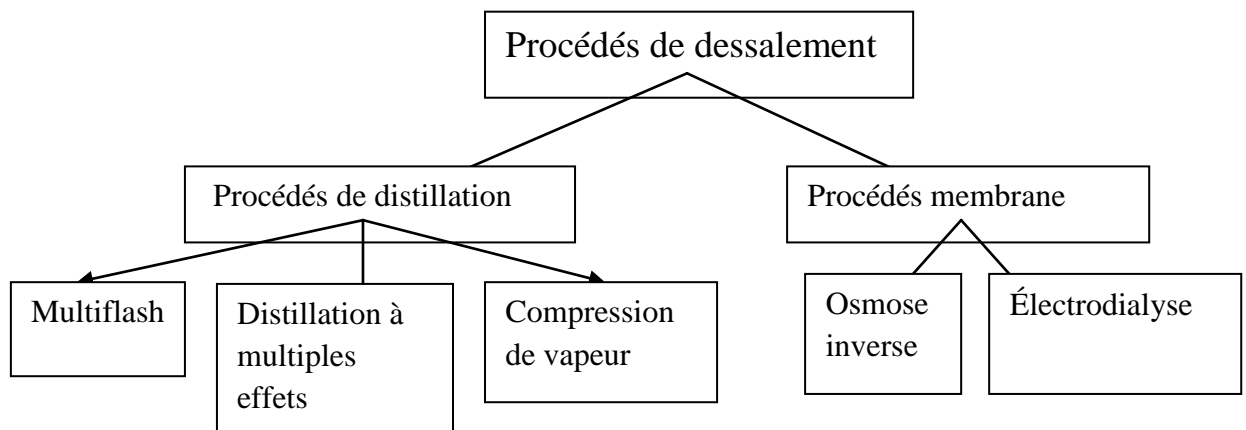 Procédés de dessalement
Procédés de distillation
Procédés membrane
Multiflash
Distillation à
multiples
effets
Compression
de vapeur
Osmose
inverse
Électrodialyse